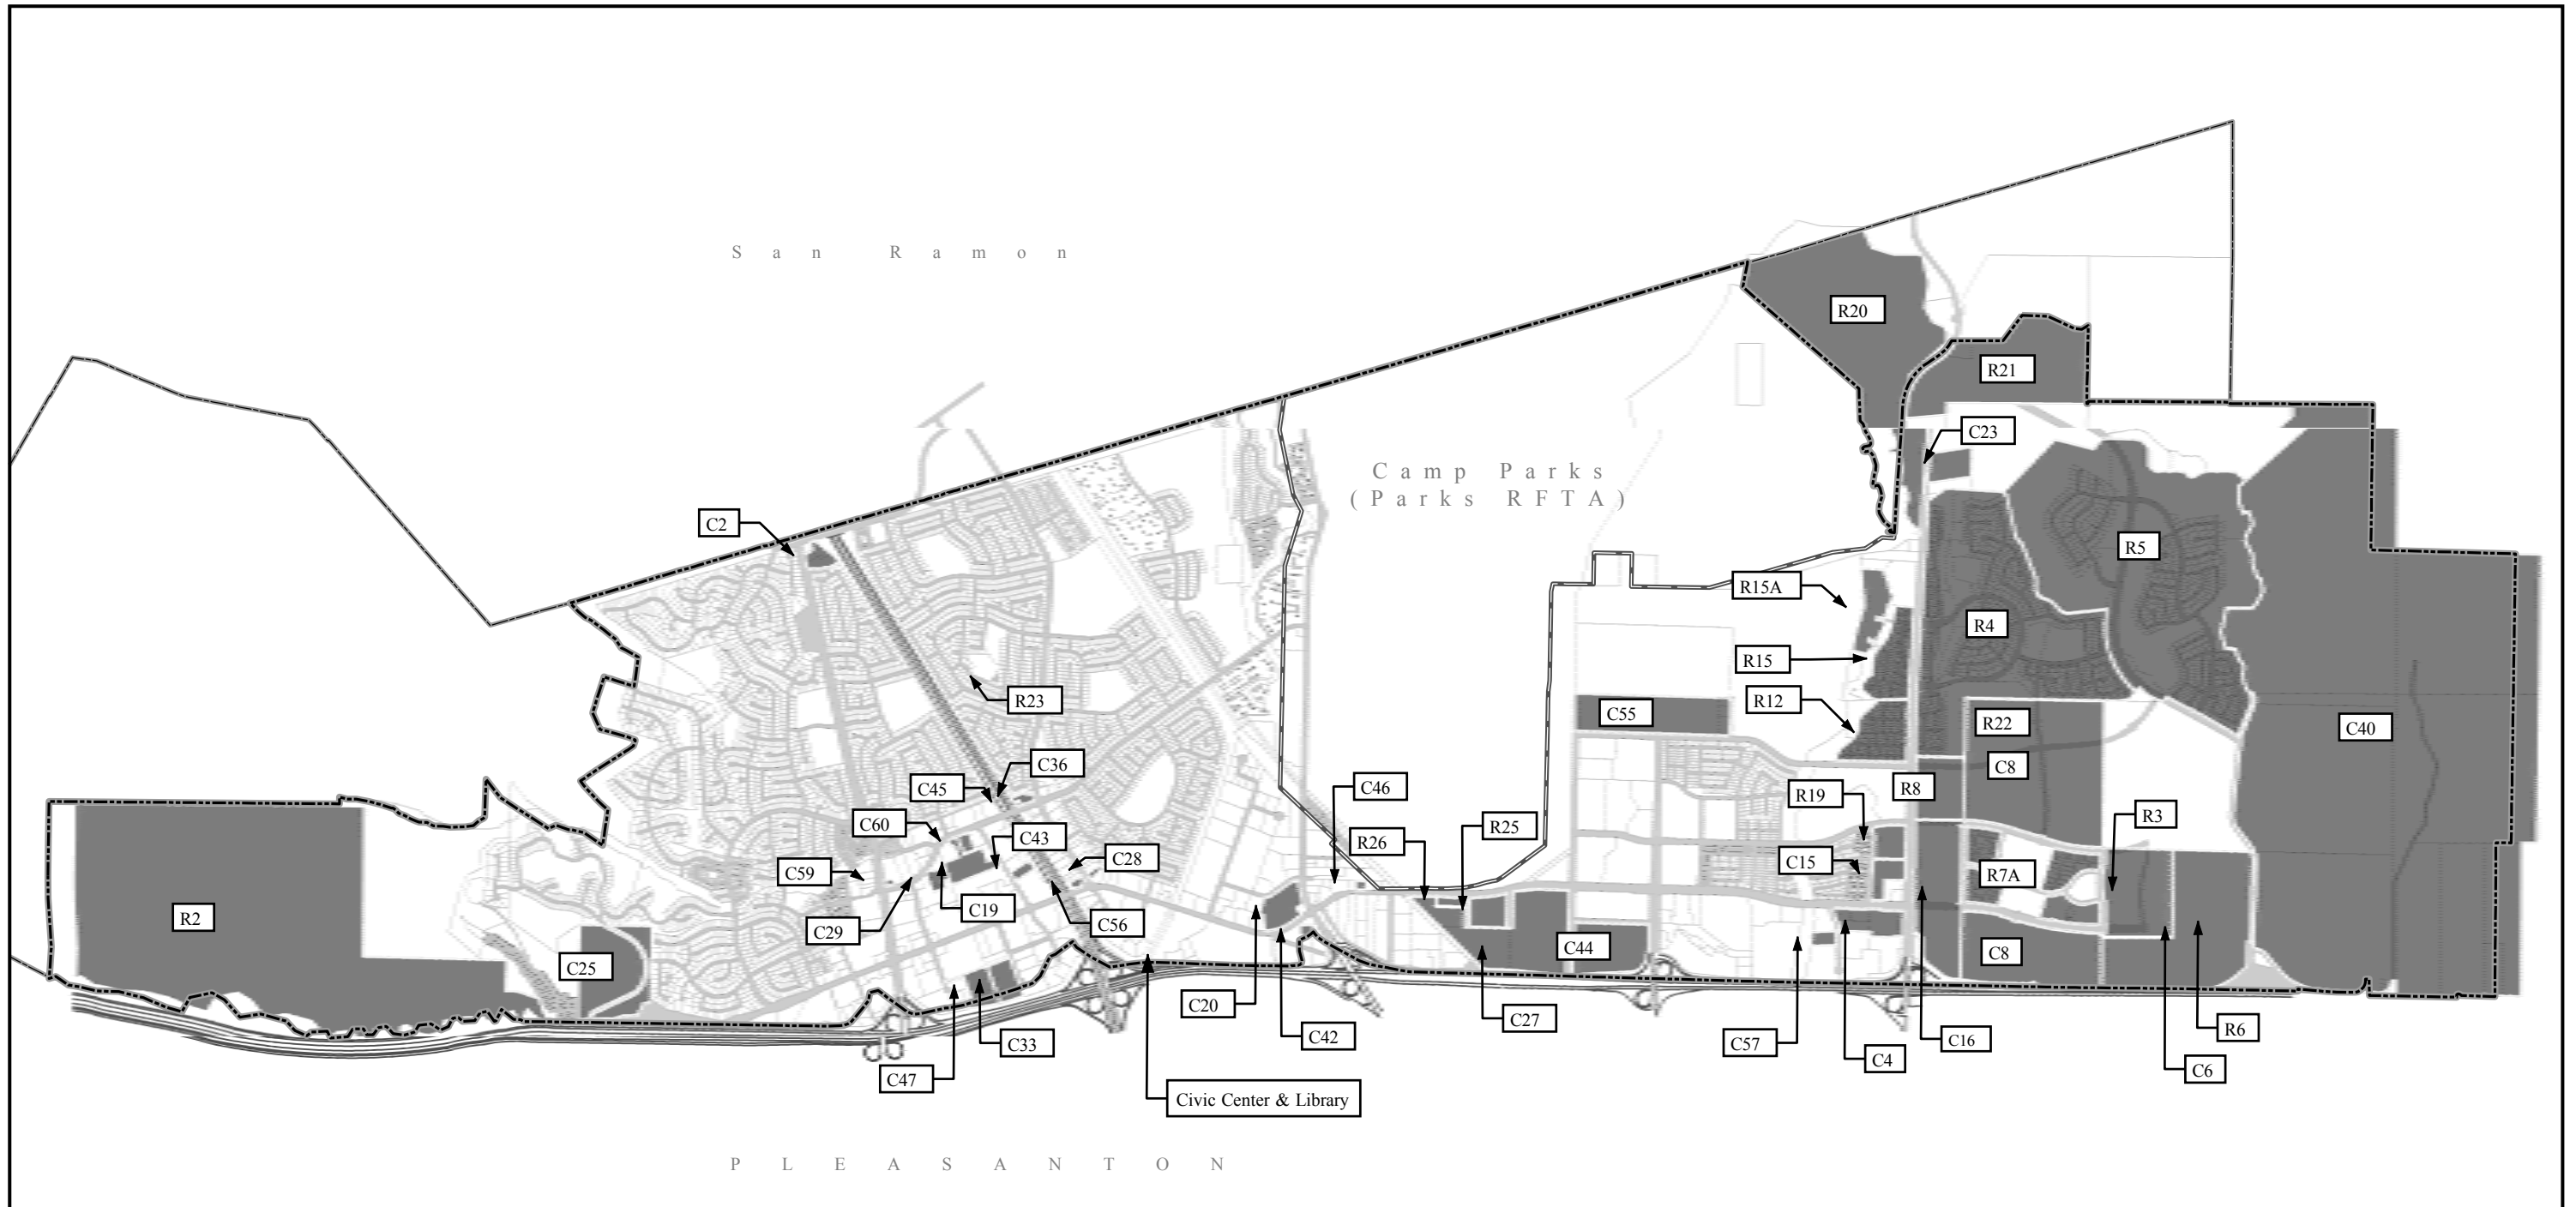 San Ramon
R20
R21
C23
Camp Parks
(Parks RFTA)
C2
R5
R15A
R4
R15
R23
R12
C55
R22
C40
C36
C8
C45
C46
R8
R19
C60
R3
R25
C43
R26
C28
C15
C59
R7A
C19
R2
C56
C29
C44
C8
C25
C20
C27
R6
C42
C16
C33
C57
C4
C6
C47
Civic Center & Library
PLEASANTON